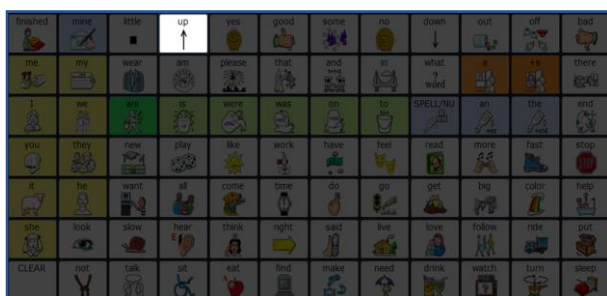 finished mine little up yes good some no down out off bad
me my wear am please that and in what a +s there
I we are is were was on to SPELL/NU an the end
you they new play like work have feel read more fast stop
it he want all come time do go get big color help
she look slow hear think right said live love follow ride put
CLEAR not talk sit eat find make need drink watch turn sleep